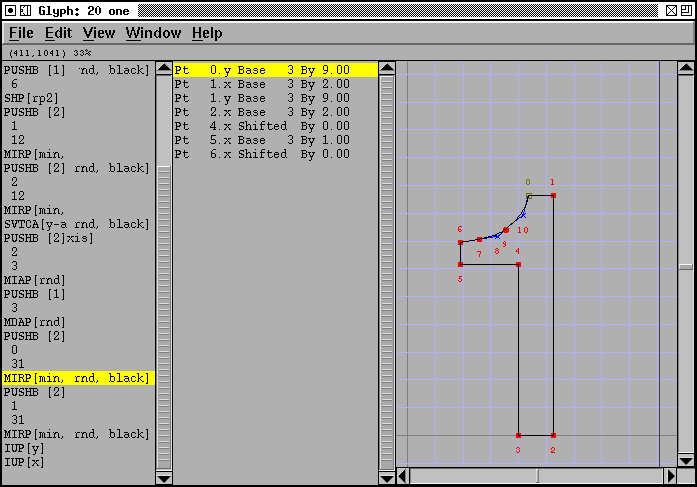 Glyph: 20 one
File Edit View Window Help
(411,1041) 33%
PUSHB [1] rnd, black]
6
SHP[rp2]
PUSHB [2]
1
12
MIRP[min,
PUSHB [2] rnd, black]
2
12
MIRP[min,
SVTCA[y-a rnd, black]
PUSHB [2]xis]
2
3
MIAP[rnd]
PUSHB [1]
3
MDAP[rnd]
PUSHB [2]
0
31
MIRP[min, rnd, black]
PUSHB [2]
1
31
MIRP[min, rnd, black]
IUP[y]
IUP[x]
Pt 0.y Base 3 By 9.00
Pt 1.x Base 3 By 2.00
Pt 1.y Base 3 By 9.00
Pt 2.x Base 3 By 2.00
Pt 4.x Shifted By 0.00
Pt 5.x Base 3 By 1.00
Pt 6.x Shifted By 0.00
0 1
6 10
9
7 8 4
5
3 2